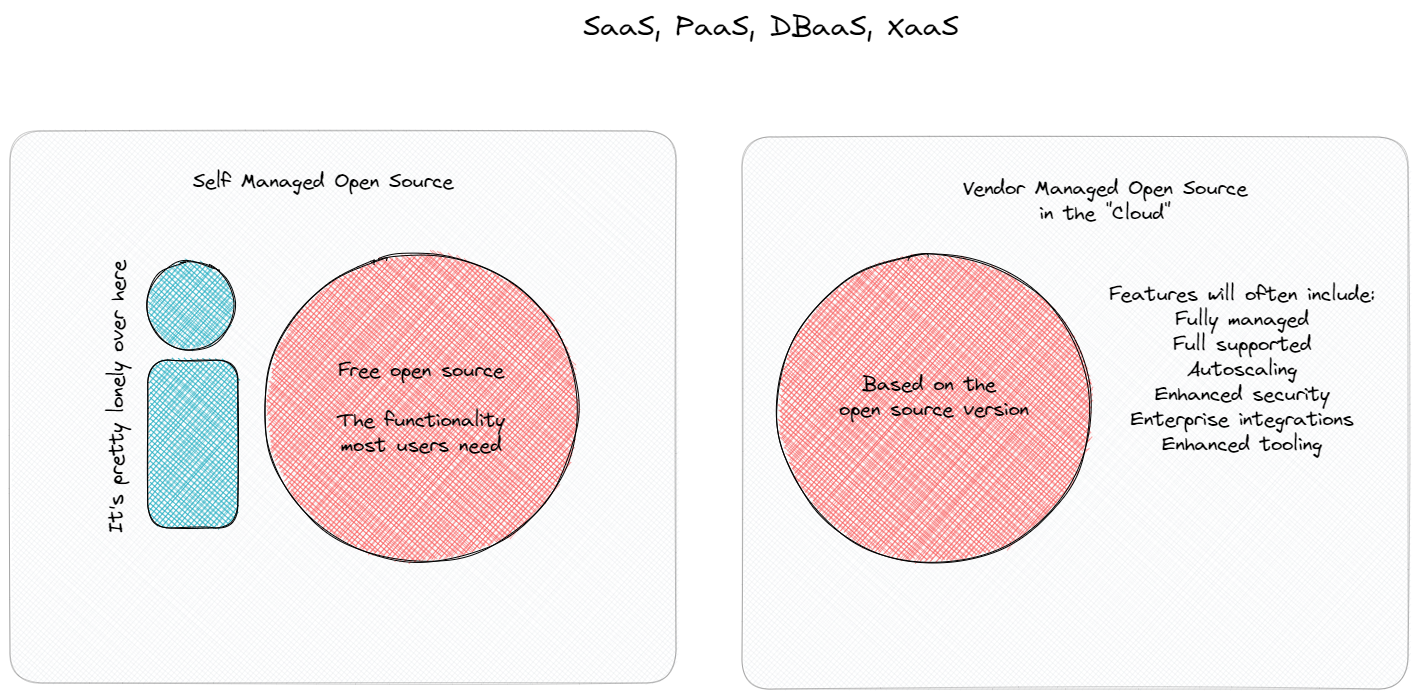 SaaS, PaaS, DBaaS, XaaS
Self Managed Open Source
It's pretty lonely over here
Free open source
The functionality
most users need
Vendor Managed Open Source
in the "Cloud"
Based on the
open source version
Features will often include:
Fully managed
Full supported
Autoscaling
Enhanced security
Enterprise integrations
Enhanced tooling